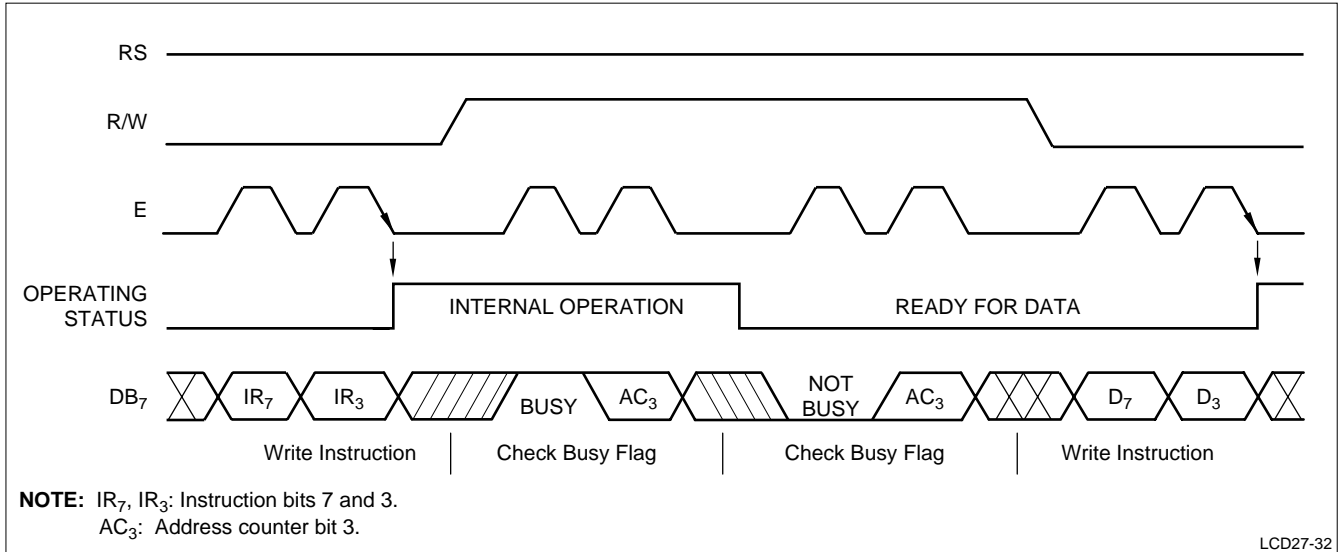 RS
R/W
E
OPERATING
STATUS
INTERNAL OPERATION
READY FOR DATA
DB7
IR7
IR3
BUSY
AC3
NOT
BUSY
AC3
D7
D3
Write Instruction
Check Busy Flag
Check Busy Flag
Write Instruction
NOTE: IR7, IR3: Instruction bits 7 and 3.
AC3: Address counter bit 3.
LCD27-32